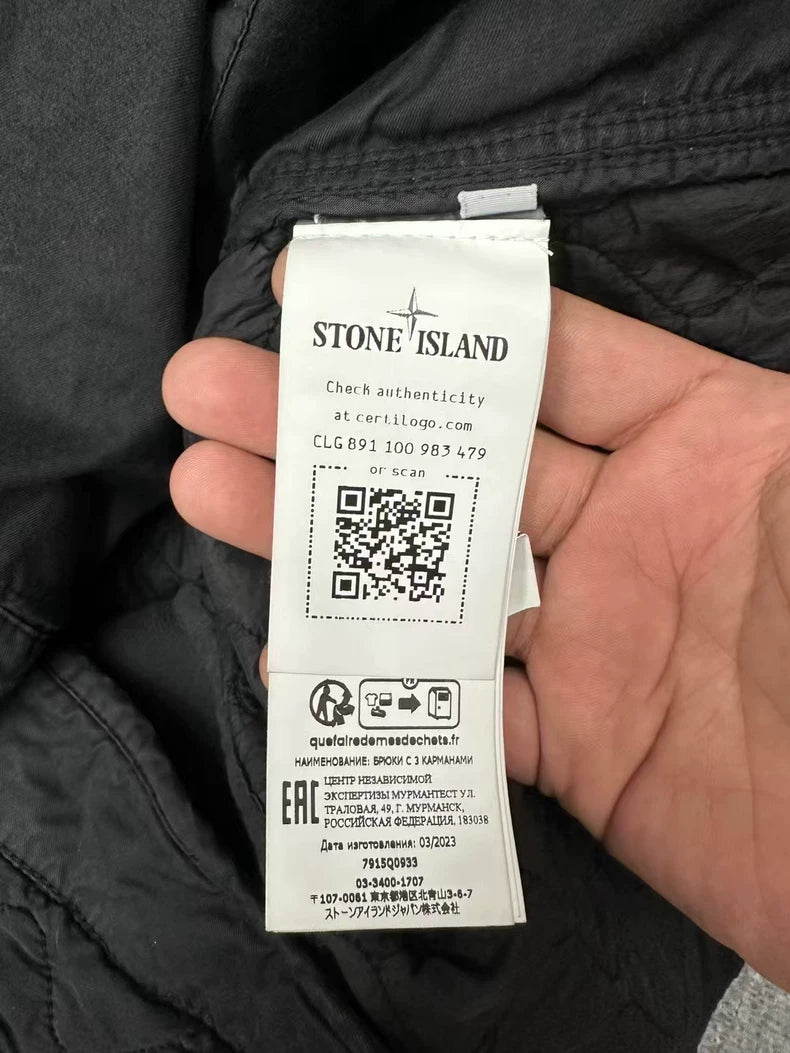 STONE ISLAND
Check authenticity
at certilogo.com
CLG 891 100 983 479
or scan
FR
quefairedemesdechets.fr
НАИМЕНОВАНИЕ: БРЮКИ С 3 КАРМАНАМИ
EAC
ЦЕНТР НЕЗАВИСИМОЙ
ЭКСПЕРТИЗЫ МУРМАНТЕСТ УЛ.
ТРАЛОВАЯ, 49, Г. МУРМАНСК,
РОССИЙСКАЯ ФЕДЕРАЦИЯ, 183038
Дата изготовления: 03/2023
7915Q0933
03-3400-1707
〒107-0061 東京都港区北青山3-6-7
ストーンアイランドジャパン株式会社